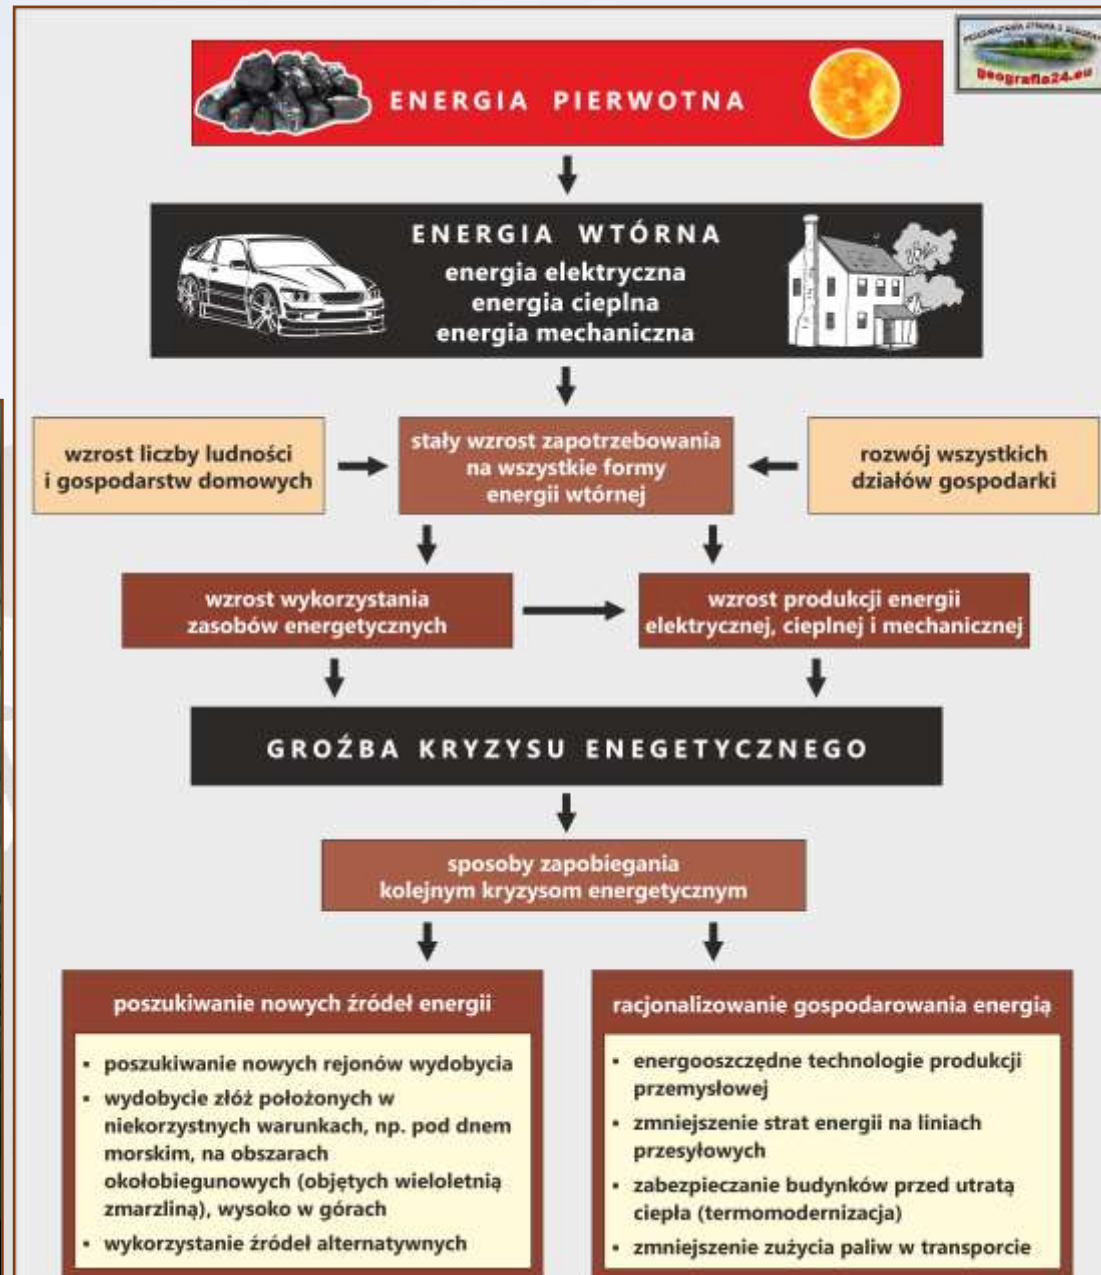 geografia24.eu
ENERGIA PIERWOTNA
ENERGIA WTÓRNA
energia elektryczna
energia cieplna
energia mechaniczna
wzrost liczby ludności
i gospodarstw domowych
stały wzrost zapotrzebowania
na wszystkie formy
energii wtórnej
rozwój wszystkich
działów gospodarki
wzrost wykorzystania
zasobów energetycznych
wzrost produkcji energii
elektrycznej, cieplnej i mechanicznej
GROŹBA KRYZYSU ENEGETYCZNEGO
sposoby zapobiegania
kolejnym kryzysom energetycznym
poszukiwanie nowych źródeł energii
▪ poszukiwanie nowych rejonów wydobycia
▪ wydobycie złóż położonych w
niekorzystnych warunkach, np. pod dnem
morskim, na obszarach
okołobiegunowych (objętych wieloletnią
zmarzliną), wysoko w górach
▪ wykorzystanie źródeł alternatywnych
racjonalizowanie gospodarowania energią
▪ energooszczędne technologie produkcji
przemysłowej
▪ zmniejszenie strat energii na liniach
przesyłowych
▪ zabezpieczanie budynków przed utratą
ciepła (termomodernizacja)
▪ zmniejszenie zużycia paliw w transporcie